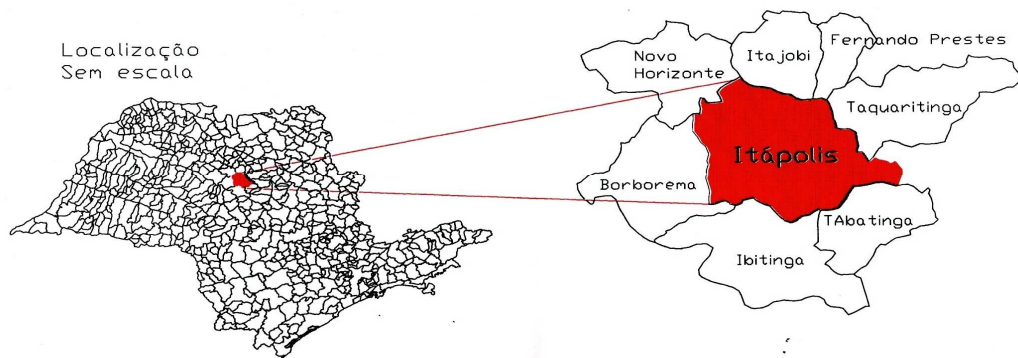 Localização
Sem escala
Novo
Horizonte
Itajobi
Fernando Prestes
Taquaritinga
Itápolis
Borborema
TAbatinga
Ibitinga